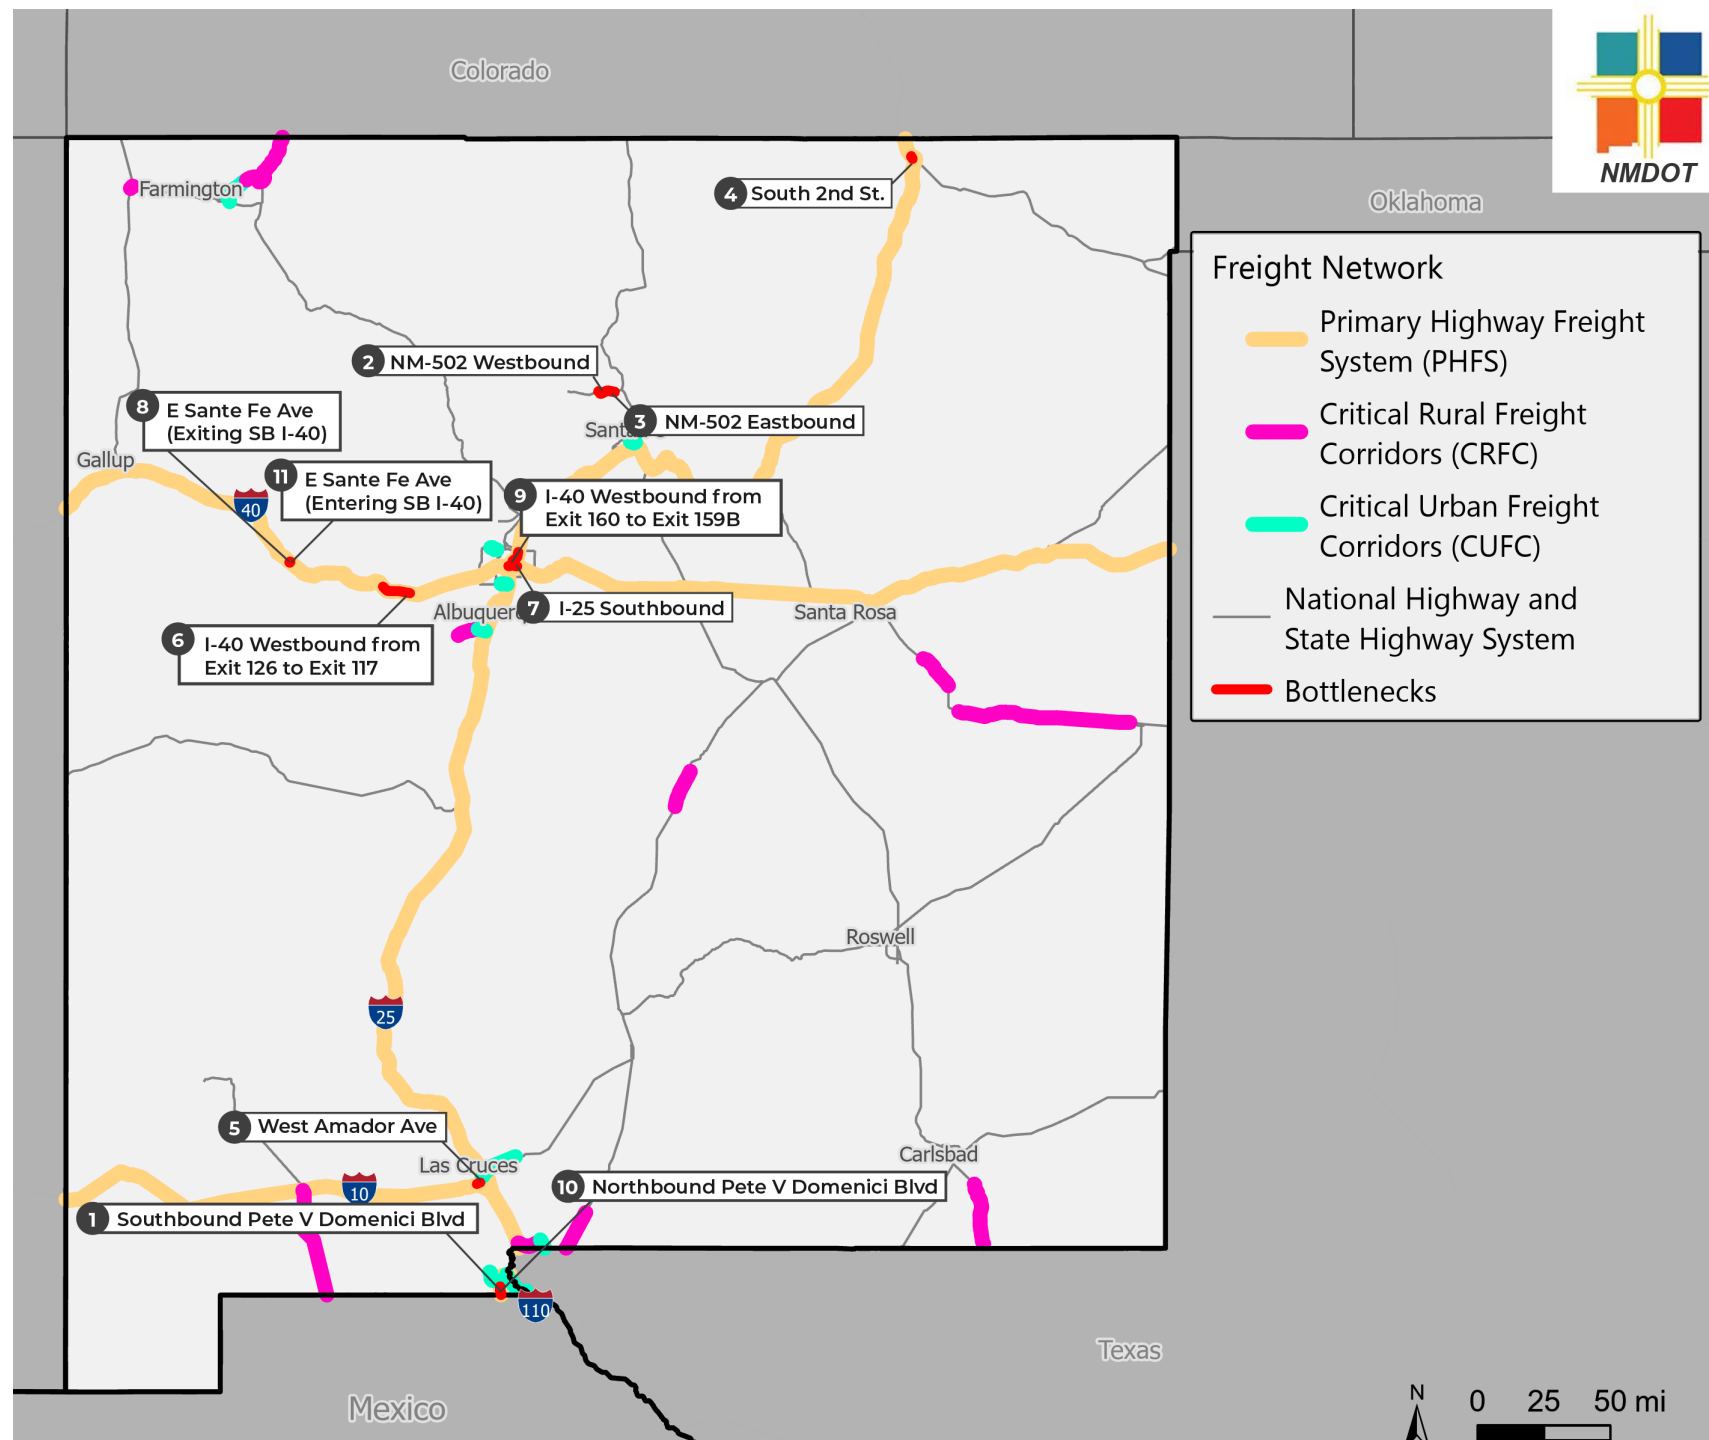 Colorado
NMDOT
Farmington
4 South 2nd St.
Oklahoma
Freight Network
Primary Highway Freight
System (PHFS)
Critical Rural Freight
Corridors (CRFC)
Critical Urban Freight
Corridors (CUFC)
National Highway and
State Highway System
Bottlenecks
2 NM-502 Westbound
8 E Sante Fe Ave
(Exiting SB I-40)
3 NM-502 Eastbound
Santa
Gallup
11 E Sante Fe Ave
(Entering SB I-40)
40
9 I-40 Westbound from
Exit 160 to Exit 159B
Albuquerq
7 I-25 Southbound
Santa Rosa
6 I-40 Westbound from
Exit 126 to Exit 117
Roswell
25
5 West Amador Ave
Las Cruces
Carlsbad
10
10 Northbound Pete V Domenici Blvd
1 Southbound Pete V Domenici Blvd
110
Texas
Mexico
N
0 25 50 mi